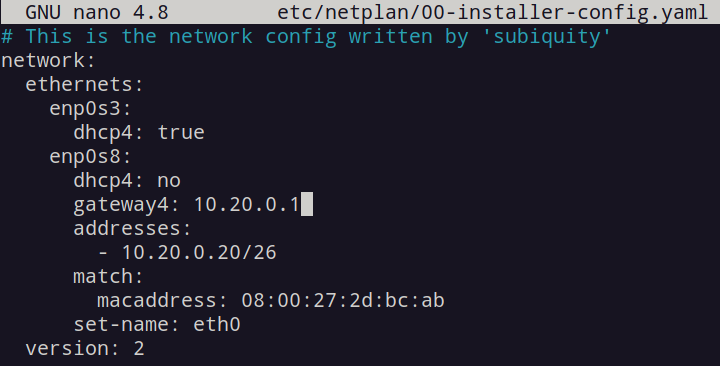 GNU nano 4.8 etc/netplan/00-installer-config.yaml
# This is the network config written by 'subiquity'
network:
  ethernets:
    enp0s3:
      dhcp4: true
    enp0s8:
      dhcp4: no
      gateway4: 10.20.0.1
      addresses:
        - 10.20.0.20/26
      match:
        macaddress: 08:00:27:2d:bc:ab
      set-name: eth0
  version: 2